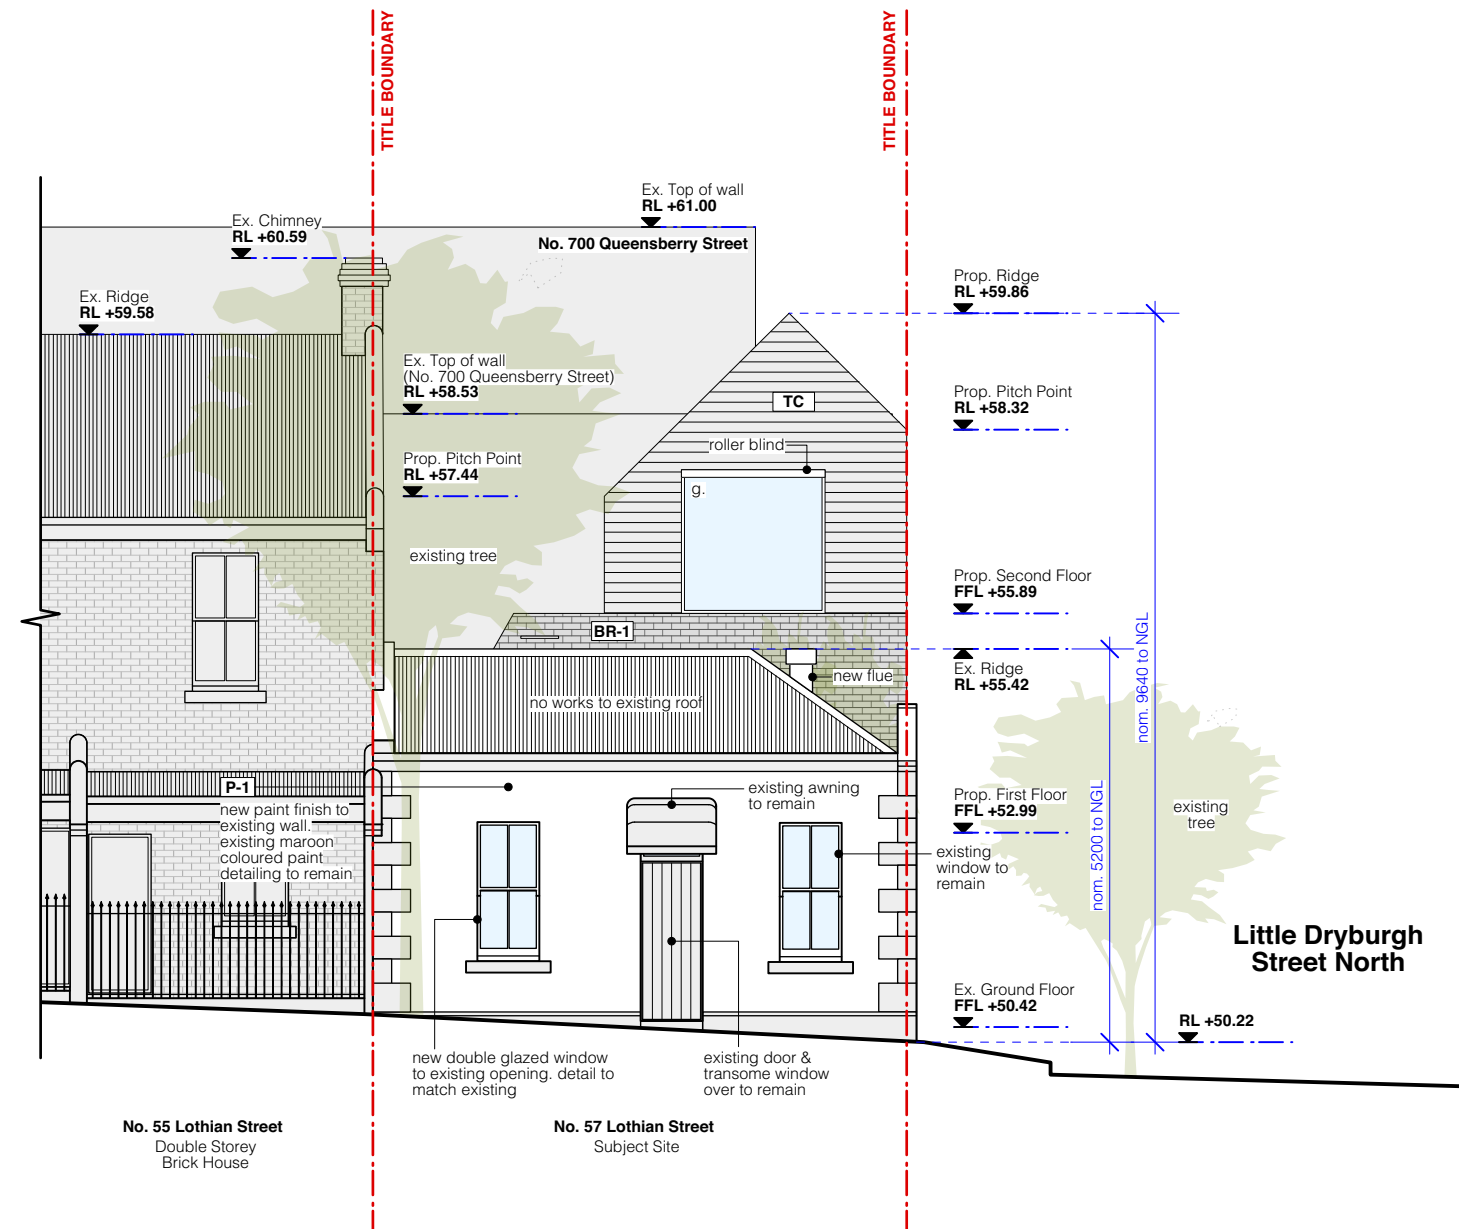 TITLE BOUNDARY
TITLE BOUNDARY
Ex. Top of wall
RL +61.00
No. 700 Queensberry Street
Ex. Chimney
RL +60.59
Ex. Ridge
RL +59.58
Prop. Ridge
RL +59.86
Ex. Top of wall
(No. 700 Queensberry Street)
RL +58.53
TC
Prop. Pitch Point
RL +58.32
roller blind
Prop. Pitch Point
RL +57.44
g.
existing tree
Prop. Second Floor
FFL +55.89
BR-1
Ex. Ridge
RL +55.42
new flue
no works to existing roof
nom. 9640 to NGL
nom. 5200 to NGL
P-1
new paint finish to
existing wall.
existing maroon
coloured paint
detailing to remain
existing awning
to remain
Prop. First Floor
FFL +52.99
existing
tree
existing
window to
remain
Little Dryburgh
Street North
Ex. Ground Floor
FFL +50.42
RL +50.22
new double glazed window
to existing opening. detail to
match existing
existing door &
transome window
over to remain
No. 55 Lothian Street
Double Storey
Brick House
No. 57 Lothian Street
Subject Site